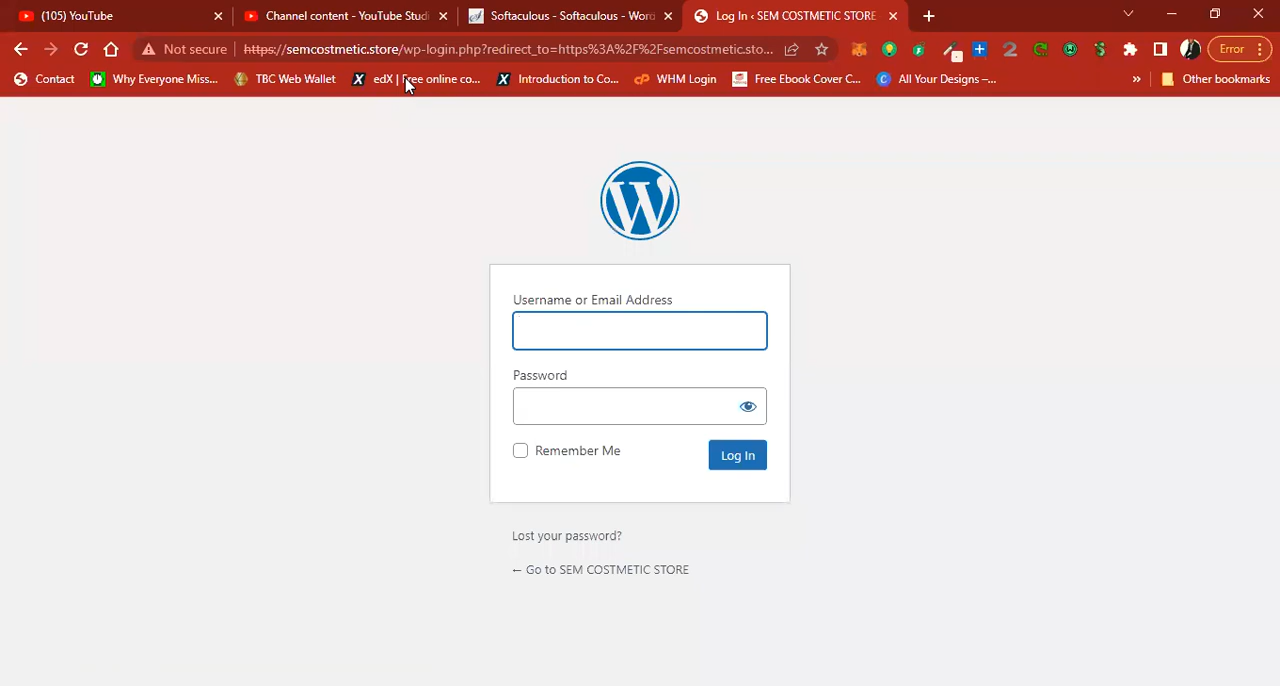 (105) YouTube
Channel content - YouTube Studi
Softaculous - Softaculous - Word
Log In ‹ SEM COSTMETIC STORE
Not secure
https://semcostmetic.store/wp-login.php?redirect_to=https%3A%2F%2Fsemcostmetic.sto...
Error
Contact
Why Everyone Miss...
TBC Web Wallet
edX | Free online co...
Introduction to Co...
WHM Login
Free Ebook Cover C...
All Your Designs –...
»
Other bookmarks
Username or Email Address
Password
Remember Me
Log In
Lost your password?
← Go to SEM COSTMETIC STORE